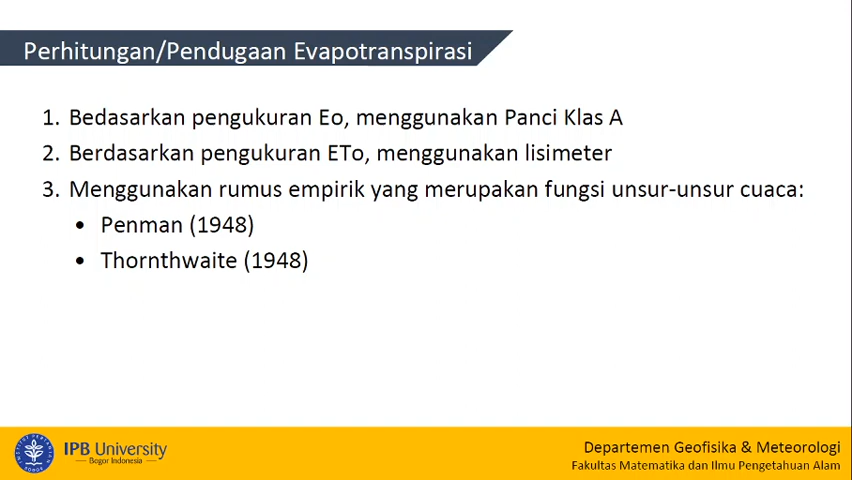 Perhitungan/Pendugaan Evapotranspirasi
1. Bedasarkan pengukuran Eo, menggunakan Panci Klas A
2. Berdasarkan pengukuran ETo, menggunakan lisimeter
3. Menggunakan rumus empirik yang merupakan fungsi unsur-unsur cuaca:
• Penman (1948)
• Thornthwaite (1948)
IPB University
Bogor Indonesia
Departemen Geofisika & Meteorologi
Fakultas Matematika dan Ilmu Pengetahuan Alam